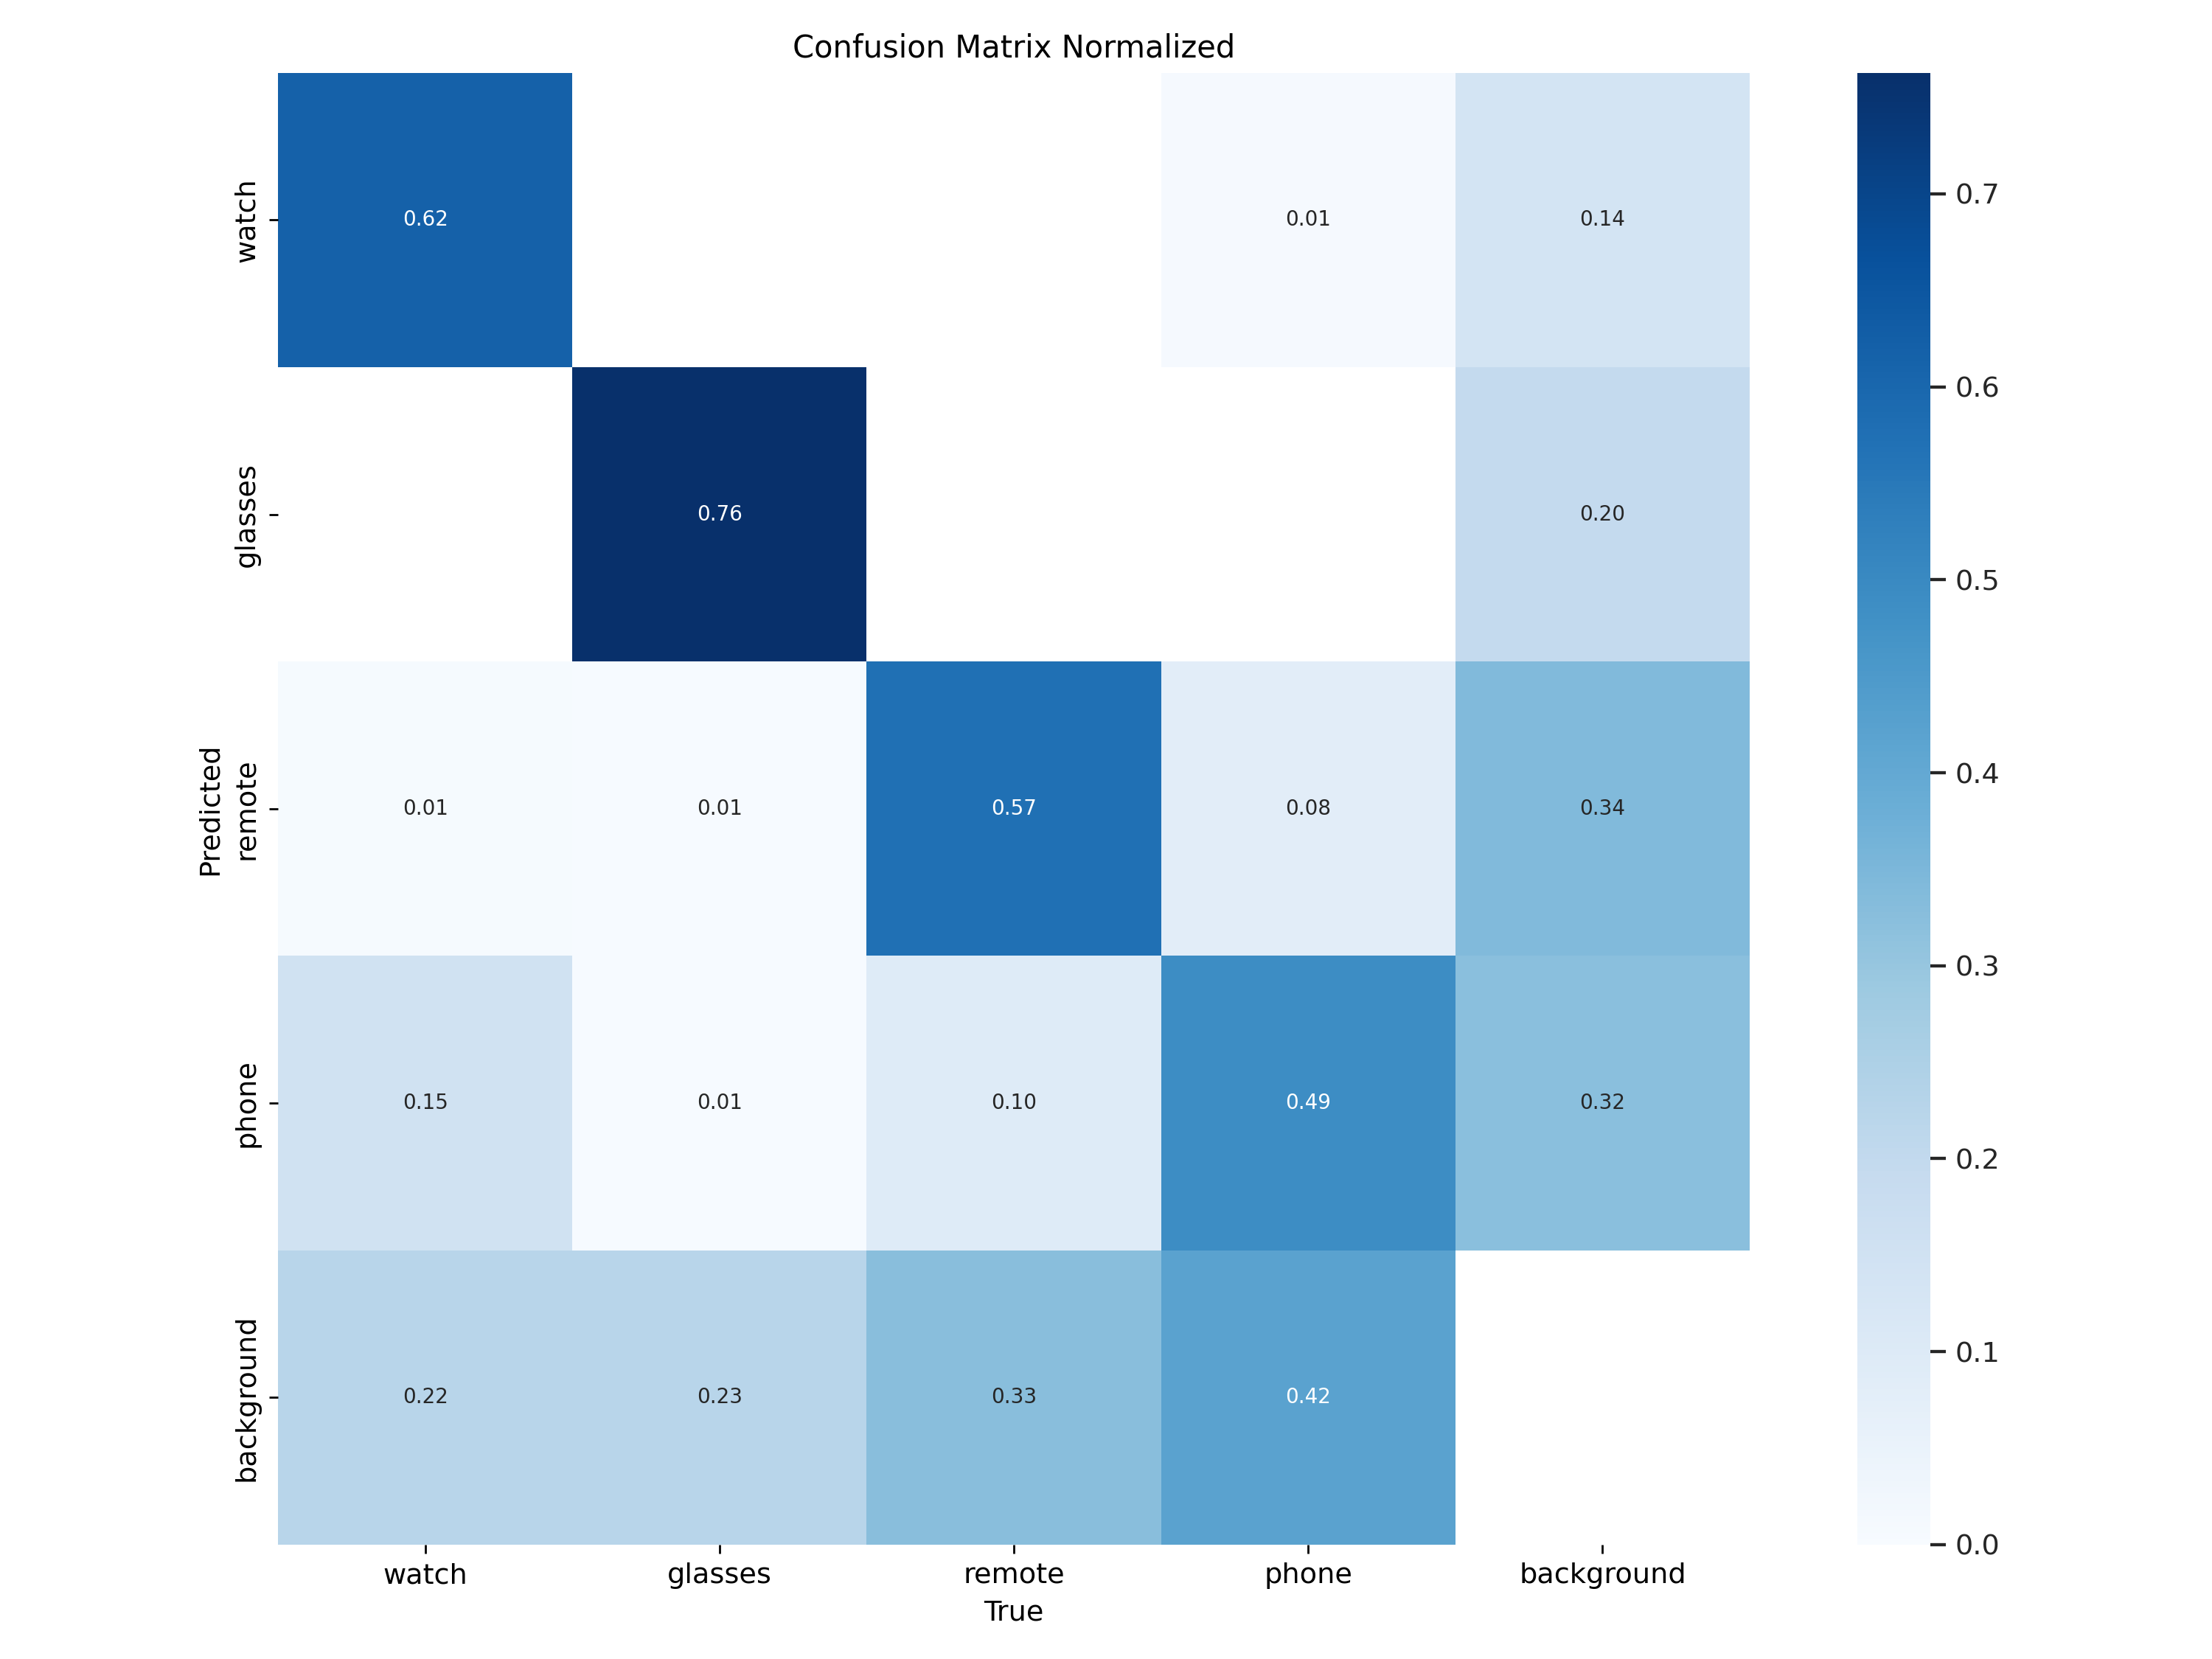 Confusion Matrix Normalized
watch
0.62
0.01
0.14
glasses
0.76
0.20
Predicted
remote
0.01
0.01
0.57
0.08
0.34
phone
0.15
0.01
0.10
0.49
0.32
background
0.22
0.23
0.33
0.42
watch
glasses
remote
phone
background
True
0.7
0.6
0.5
0.4
0.3
0.2
0.1
0.0